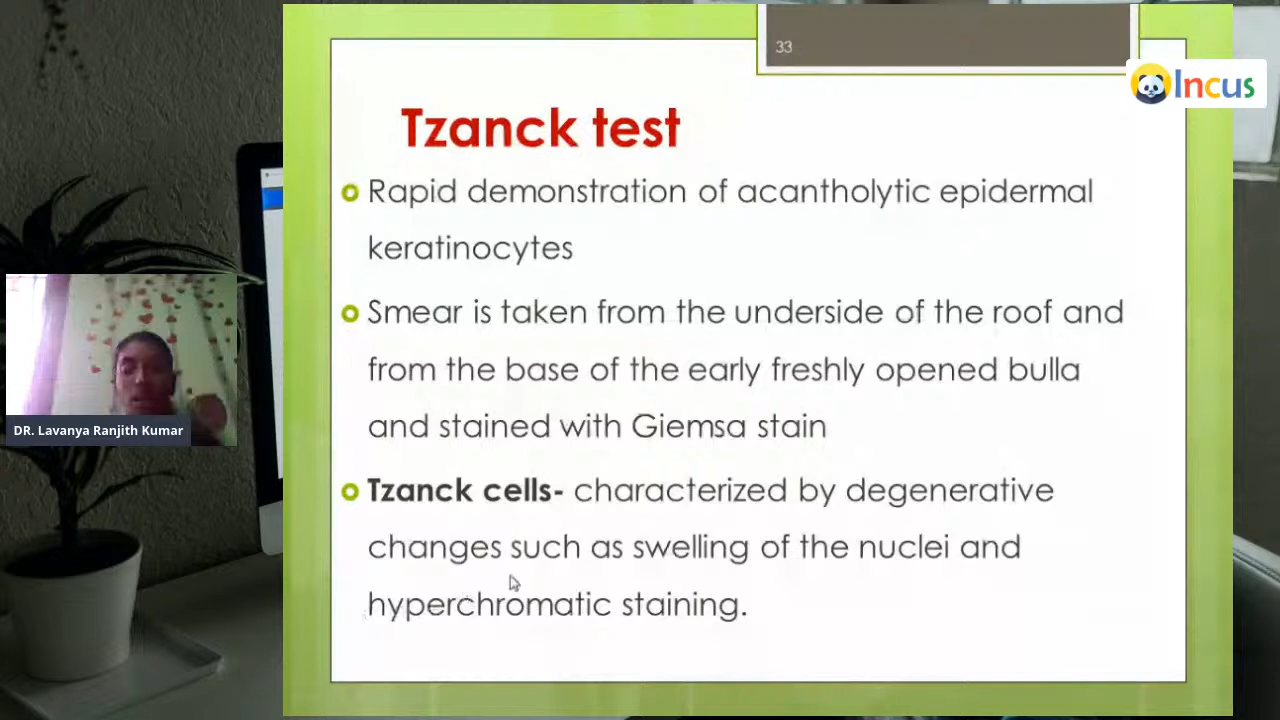 33
Incus
Tzanck test
Rapid demonstration of acantholytic epidermal
keratinocytes
Smear is taken from the underside of the roof and
from the base of the early freshly opened bulla
and stained with Giemsa stain
Tzanck cells- characterized by degenerative
changes such as swelling of the nuclei and
hyperchromatic staining.
DR. Lavanya Ranjith Kumar